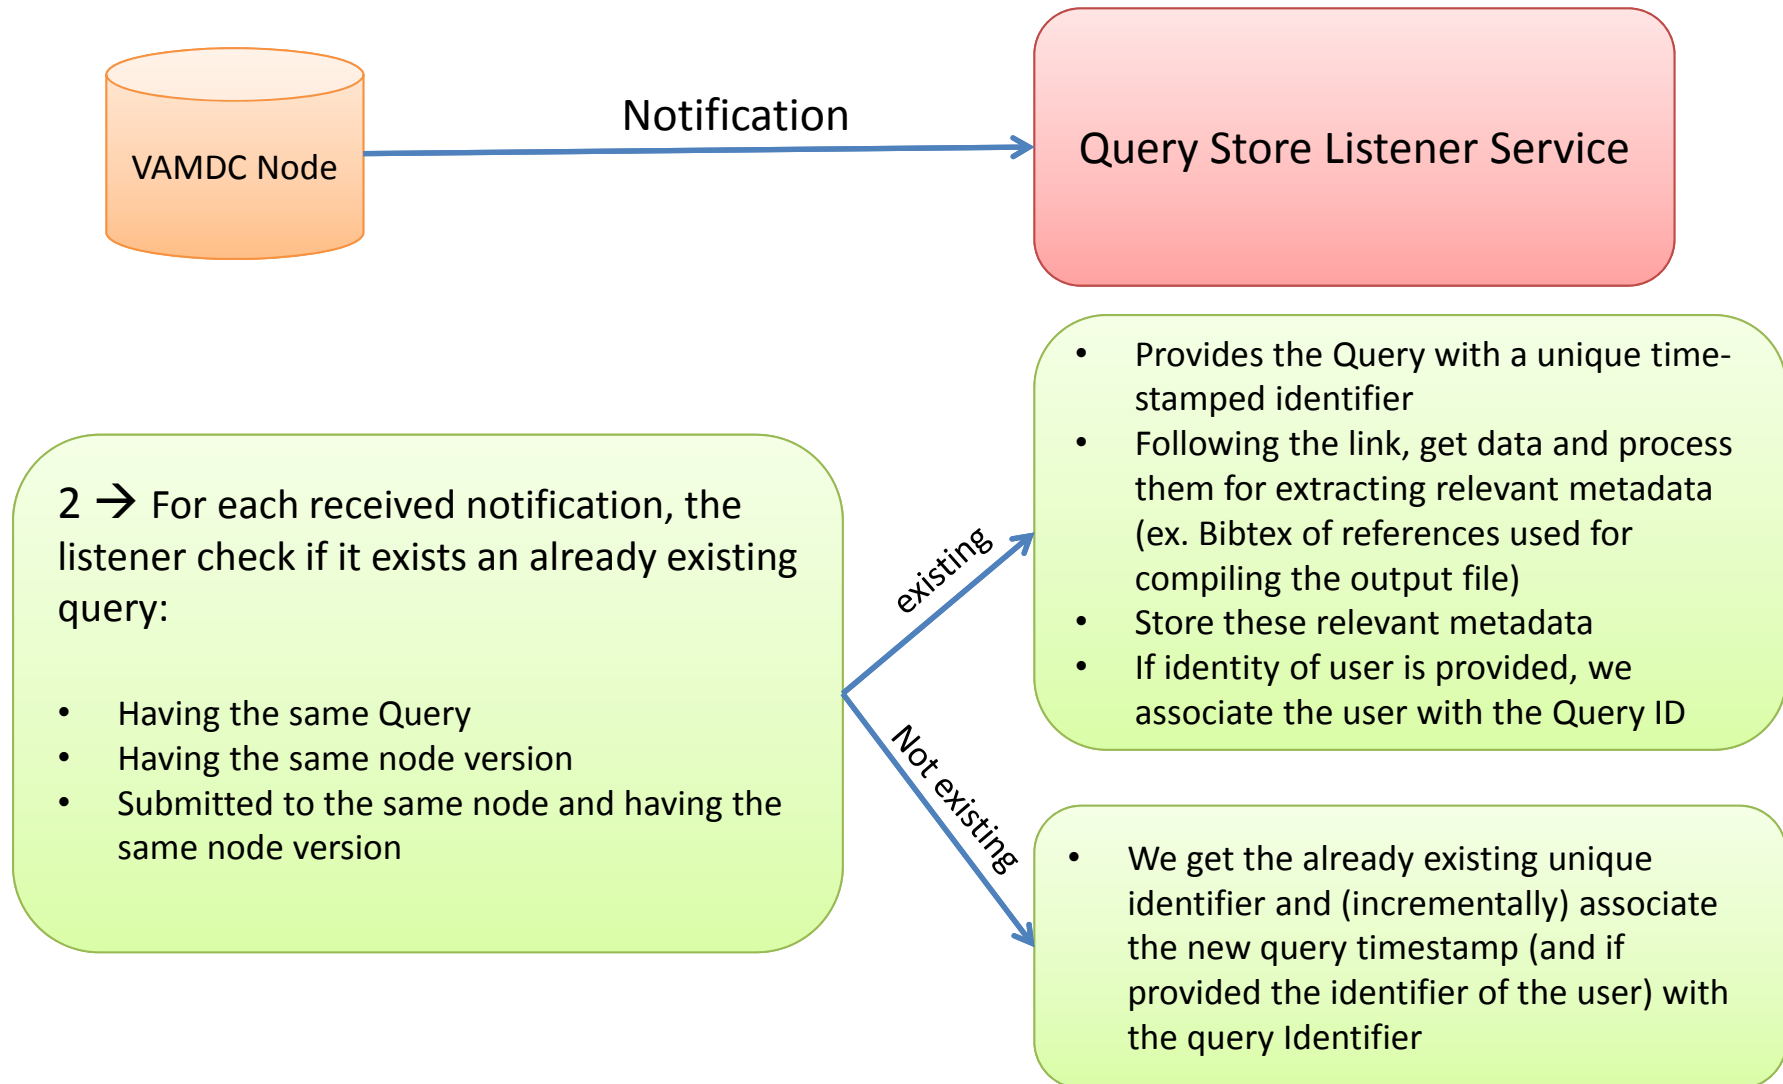 VAMDC Node
Notification
Query Store Listener Service
2 → For each received notification, the
listener check if it exists an already existing
query:
• Having the same Query
• Having the same node version
• Submitted to the same node and having the
same node version
existing
Not existing
• Provides the Query with a unique time-
stamped identifier
• Following the link, get data and process
them for extracting relevant metadata
(ex. Bibtex of references used for
compiling the output file)
• Store these relevant metadata
• If identity of user is provided, we
associate the user with the Query ID
• We get the already existing unique
identifier and (incrementally) associate
the new query timestamp (and if
provided the identifier of the user) with
the query Identifier